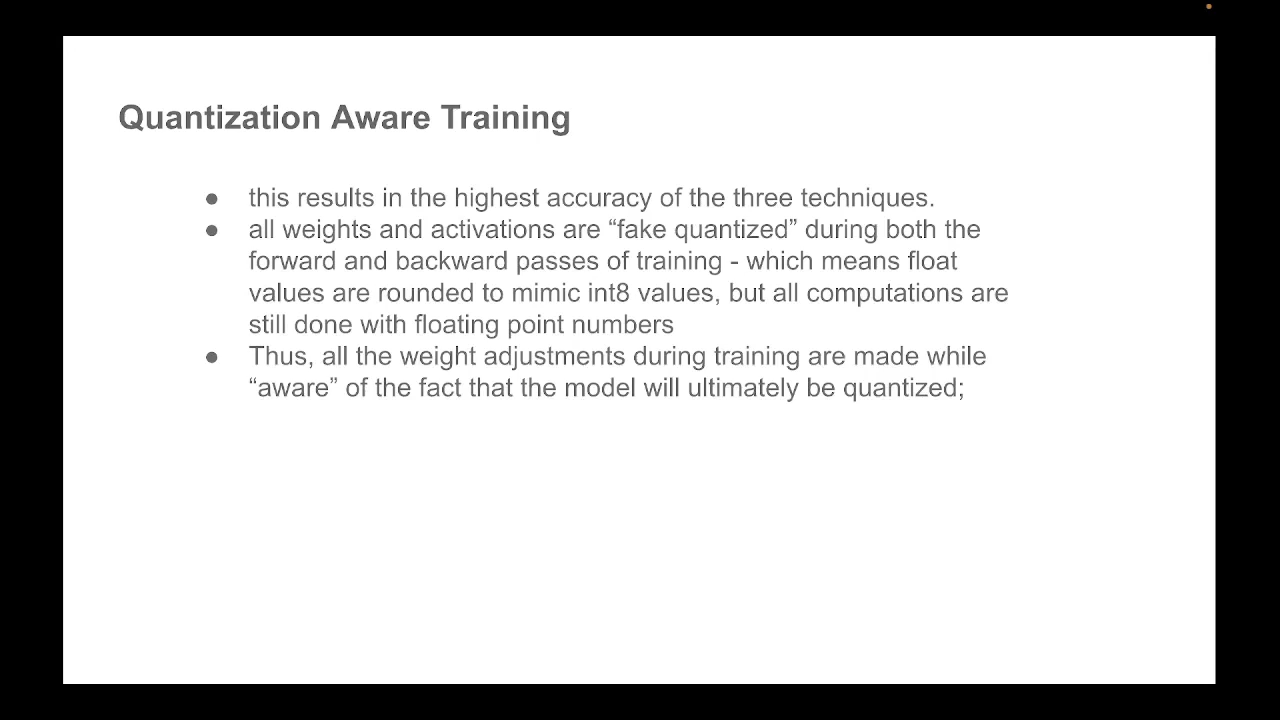 Quantization Aware Training
● this results in the highest accuracy of the three techniques.
● all weights and activations are “fake quantized” during both the
forward and backward passes of training - which means float
values are rounded to mimic int8 values, but all computations are
still done with floating point numbers
● Thus, all the weight adjustments during training are made while
“aware” of the fact that the model will ultimately be quantized;